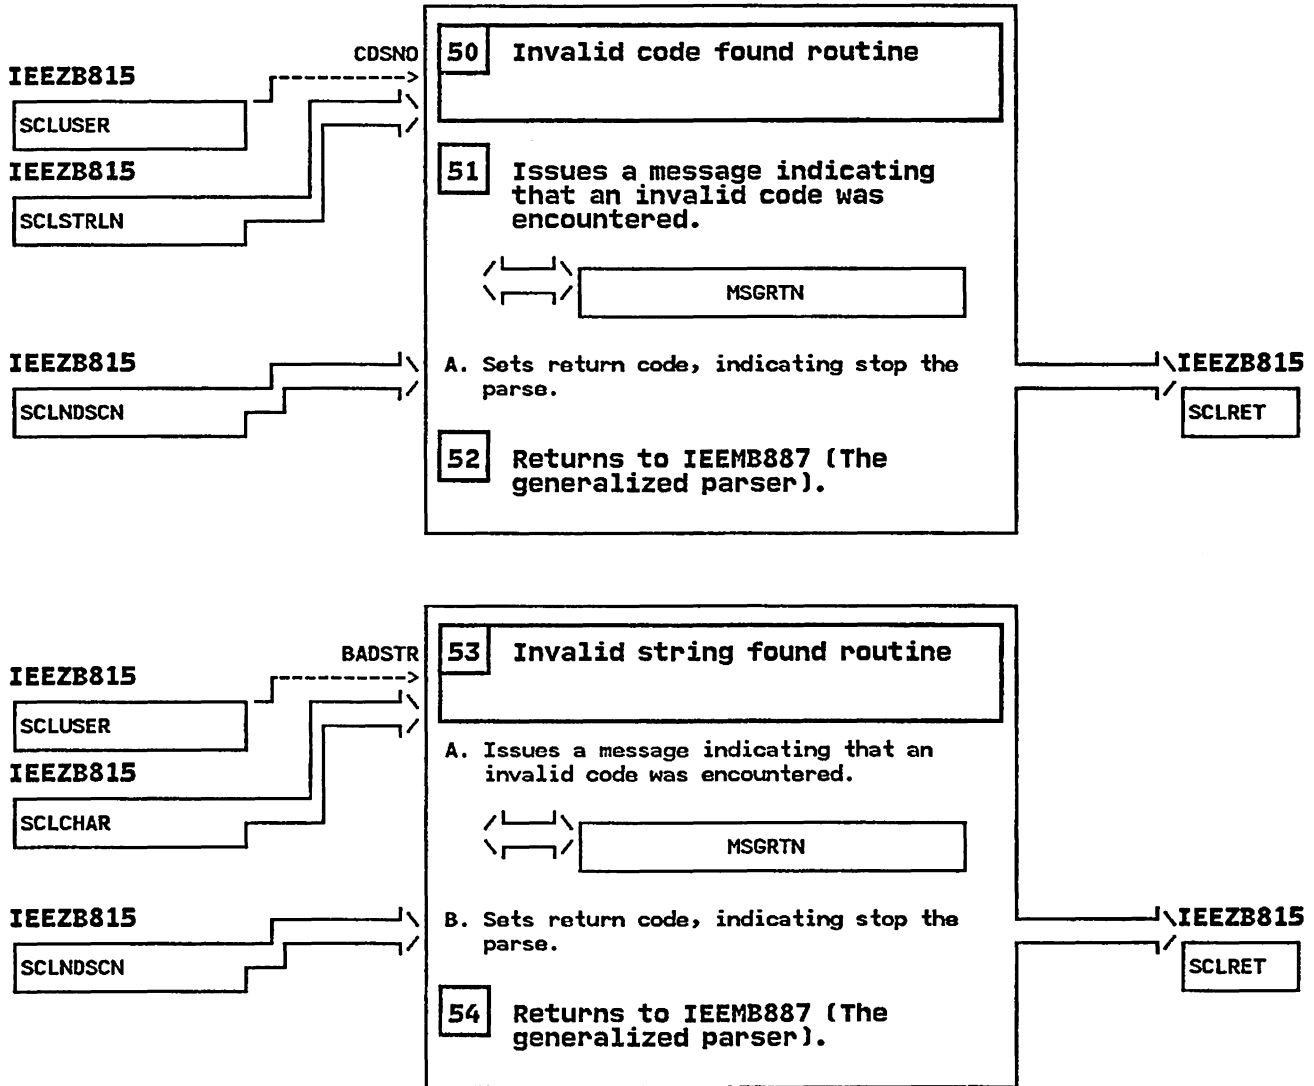 CDSNO
50 Invalid code found routine
IEEZB815
SCLUSER
IEEZB815
SCLSTRLN
51 Issues a message indicating
that an invalid code was
encountered.
MSGRTN
IEEZB815
SCLNDSCN
A. Sets return code, indicating stop the
parse.
IEEZB815
SCLRET
52 Returns to IEEMB887 (The
generalized parser).
BADSTR
53 Invalid string found routine
IEEZB815
SCLUSER
IEEZB815
SCLCHAR
A. Issues a message indicating that an
invalid code was encountered.
MSGRTN
IEEZB815
SCLNDSCN
B. Sets return code, indicating stop the
parse.
IEEZB815
SCLRET
54 Returns to IEEMB887 (The
generalized parser).